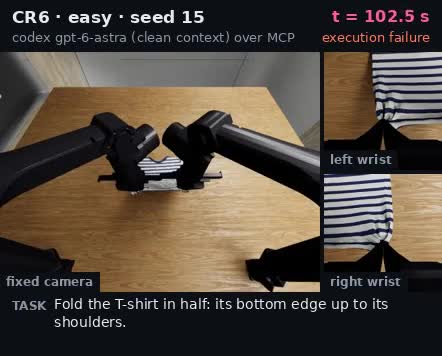 CR6 · easy · seed 15
t = 102.5 s
codex gpt-6-astra (clean context) over MCP
execution failure
left wrist
right wrist
fixed camera
TASK Fold the T-shirt in half: its bottom edge up to its
shoulders.